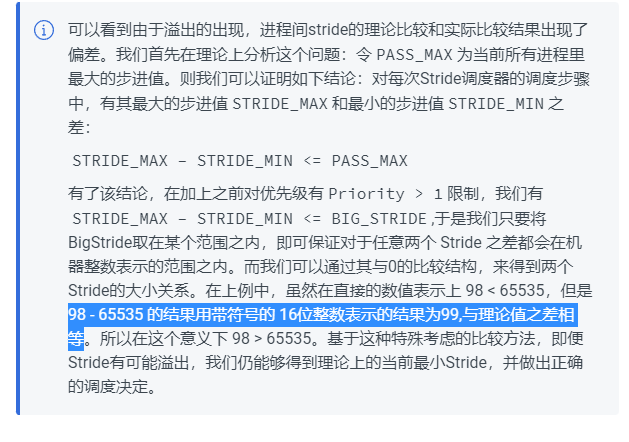 可以看到由于溢出的出现，进程间stride的理论比较和实际比较结果出现了
偏差。我们首先在理论上分析这个问题：令 PASS_MAX 为当前所有进程里
最大的步进值。则我们可以证明如下结论：对每次Stride调度器的调度步骤
中，有其最大的步进值 STRIDE_MAX 和最小的步进值 STRIDE_MIN 之
差：
STRIDE_MAX – STRIDE_MIN <= PASS_MAX
有了该结论，在加上之前对优先级有 Priority > 1 限制，我们有
STRIDE_MAX – STRIDE_MIN <= BIG_STRIDE ,于是我们只要将
BigStride取在某个范围之内，即可保证对于任意两个 Stride 之差都会在机
器整数表示的范围之内。而我们可以通过其与0的比较结构，来得到两个
Stride的大小关系。在上例中，虽然在直接的数值表示上 98 < 65535，但是
98 - 65535 的结果用带符号的 16位整数表示的结果为99,与理论值之差相
等。所以在这个意义下 98 > 65535。基于这种特殊考虑的比较方法，即便
Stride有可能溢出，我们仍能够得到理论上的当前最小Stride，并做出正确
的调度决定。